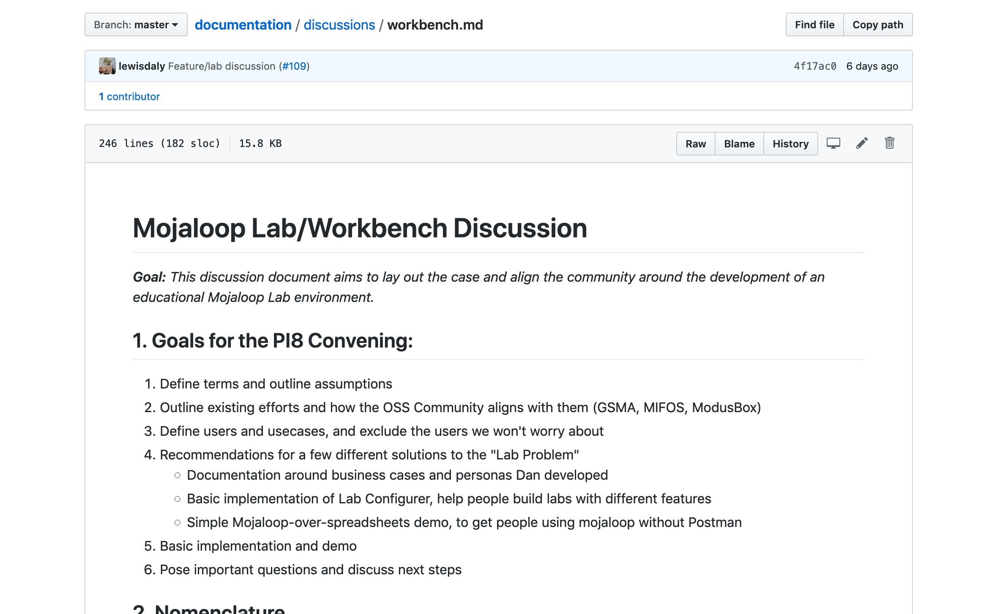 Branch: master documentation / discussions / workbench.md Find file Copy path
lewisdaly Feature/lab discussion (#109) 4f17ac0 6 days ago
1 contributor
246 lines (182 sloc) 15.8 KB Raw Blame History
Mojaloop Lab/Workbench Discussion
Goal: This discussion document aims to lay out the case and align the community around the development of an
educational Mojaloop Lab environment.
1. Goals for the PI8 Convening:
1. Define terms and outline assumptions
2. Outline existing efforts and how the OSS Community aligns with them (GSMA, MIFOS, ModusBox)
3. Define users and usecases, and exclude the users we won't worry about
4. Recommendations for a few different solutions to the "Lab Problem"
○ Documentation around business cases and personas Dan developed
○ Basic implementation of Lab Configurer, help people build labs with different features
○ Simple Mojaloop-over-spreadsheets demo, to get people using mojaloop without Postman
5. Basic implementation and demo
6. Pose important questions and discuss next steps
2. Nomenclature